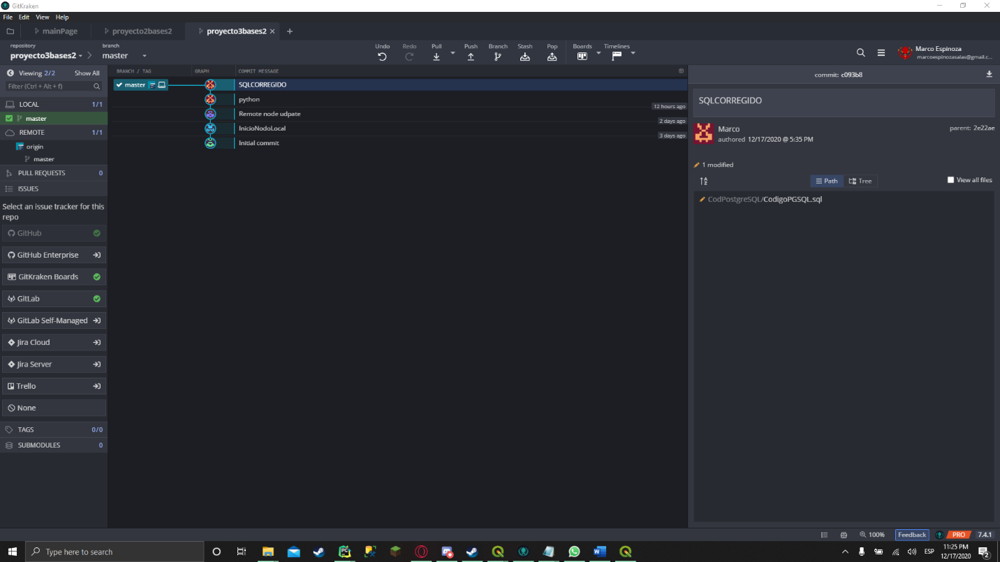 GitKraken
File Edit View Help
mainPage proyecto2bases2 proyecto3bases2
repository branch
proyecto3bases2 master
Undo Redo Pull Push Branch Stash Pop Boards Timelines
Marco Espinoza
marcoespinozasalas@gmail.c...
Viewing 2/2 Show All
Filter (Ctrl + Alt + f)
LOCAL 1/1
master
REMOTE 1/1
origin
master
PULL REQUESTS 0
ISSUES
Select an issue tracker for this
repo
GitHub
GitHub Enterprise
GitKraken Boards
GitLab
GitLab Self-Managed
Jira Cloud
Jira Server
Trello
None
TAGS 0/0
SUBMODULES 0
BRANCH / TAG GRAPH COMMIT MESSAGE
master SQLCORREGIDO
python
12 hours ago
Remote node udpate
2 days ago
InicioNodoLocal
3 days ago
Initial commit
commit: c093b8
SQLCORREGIDO
Marco parent: 2e22ae
authored 12/17/2020 @ 5:35 PM
1 modified
Path Tree View all files
CodPostgreSQL/CodigoPGSQL.sql
100% Feedback PRO 7.4.1
Type here to search
PC
W
ESP
11:25 PM
12/17/2020
2